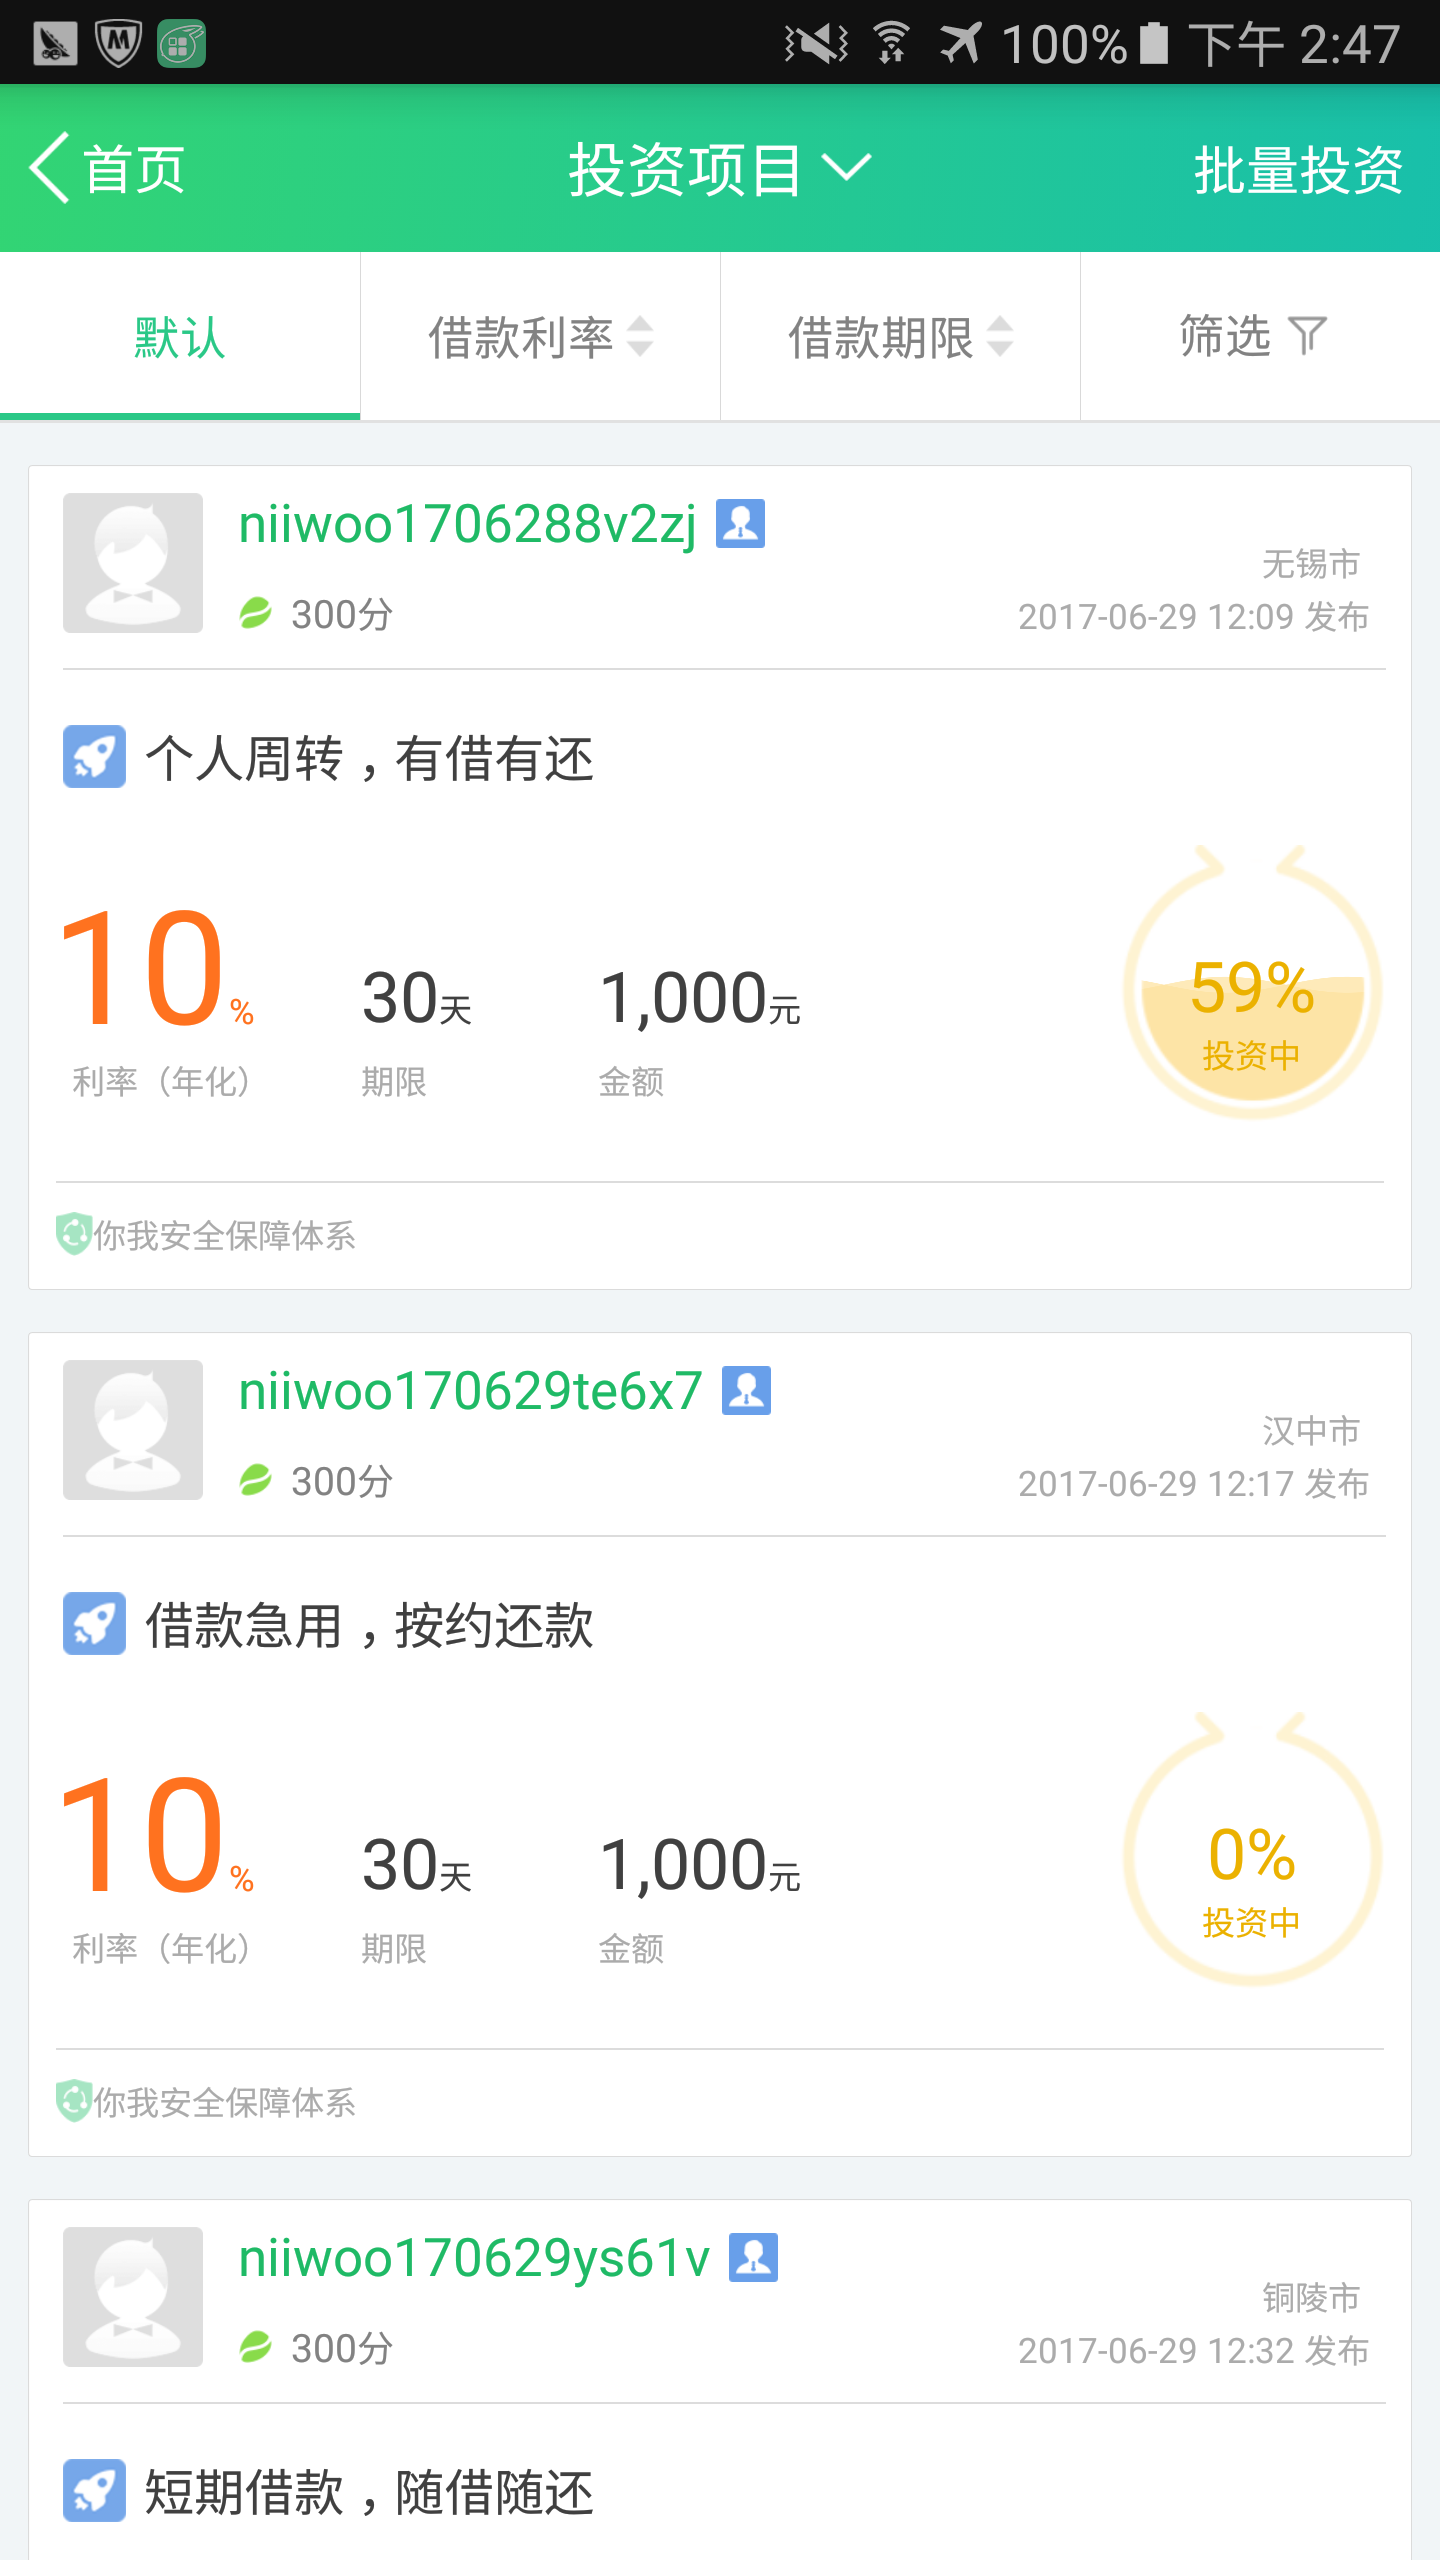 100% 下午 2:47
首页 投资项目 批量投资
默认 借款利率 借款期限 筛选
niiwoo1706288v2zj
无锡市
300分
2017-06-29 12:09 发布
个人周转，有借有还
10% 30天 1,000元
59%
投资中
利率（年化） 期限 金额
你我安全保障体系
niiwoo170629te6x7
汉中市
300分
2017-06-29 12:17 发布
借款急用，按约还款
10% 30天 1,000元
0%
投资中
利率（年化） 期限 金额
你我安全保障体系
niiwoo170629ys61v
铜陵市
300分
2017-06-29 12:32 发布
短期借款，随借随还